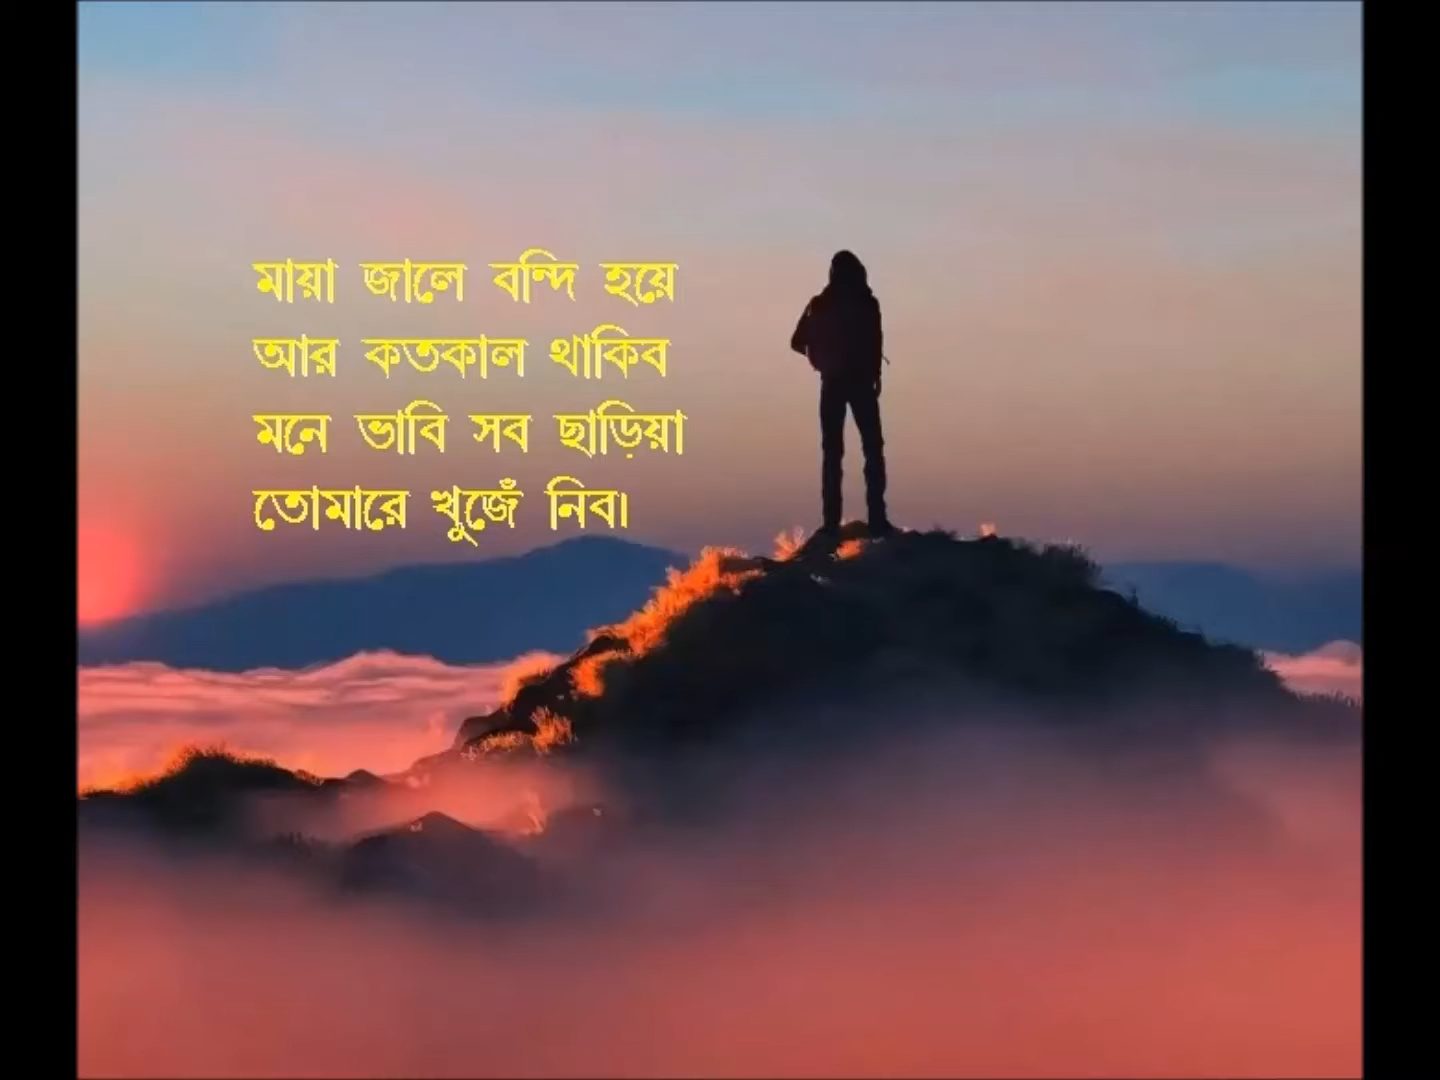 মায়া জালে বন্দি হয়ে
আর কতকাল থাকিব
মনে ভাবি সব ছাড়িয়া
তোমারে খুজেঁ নিব।